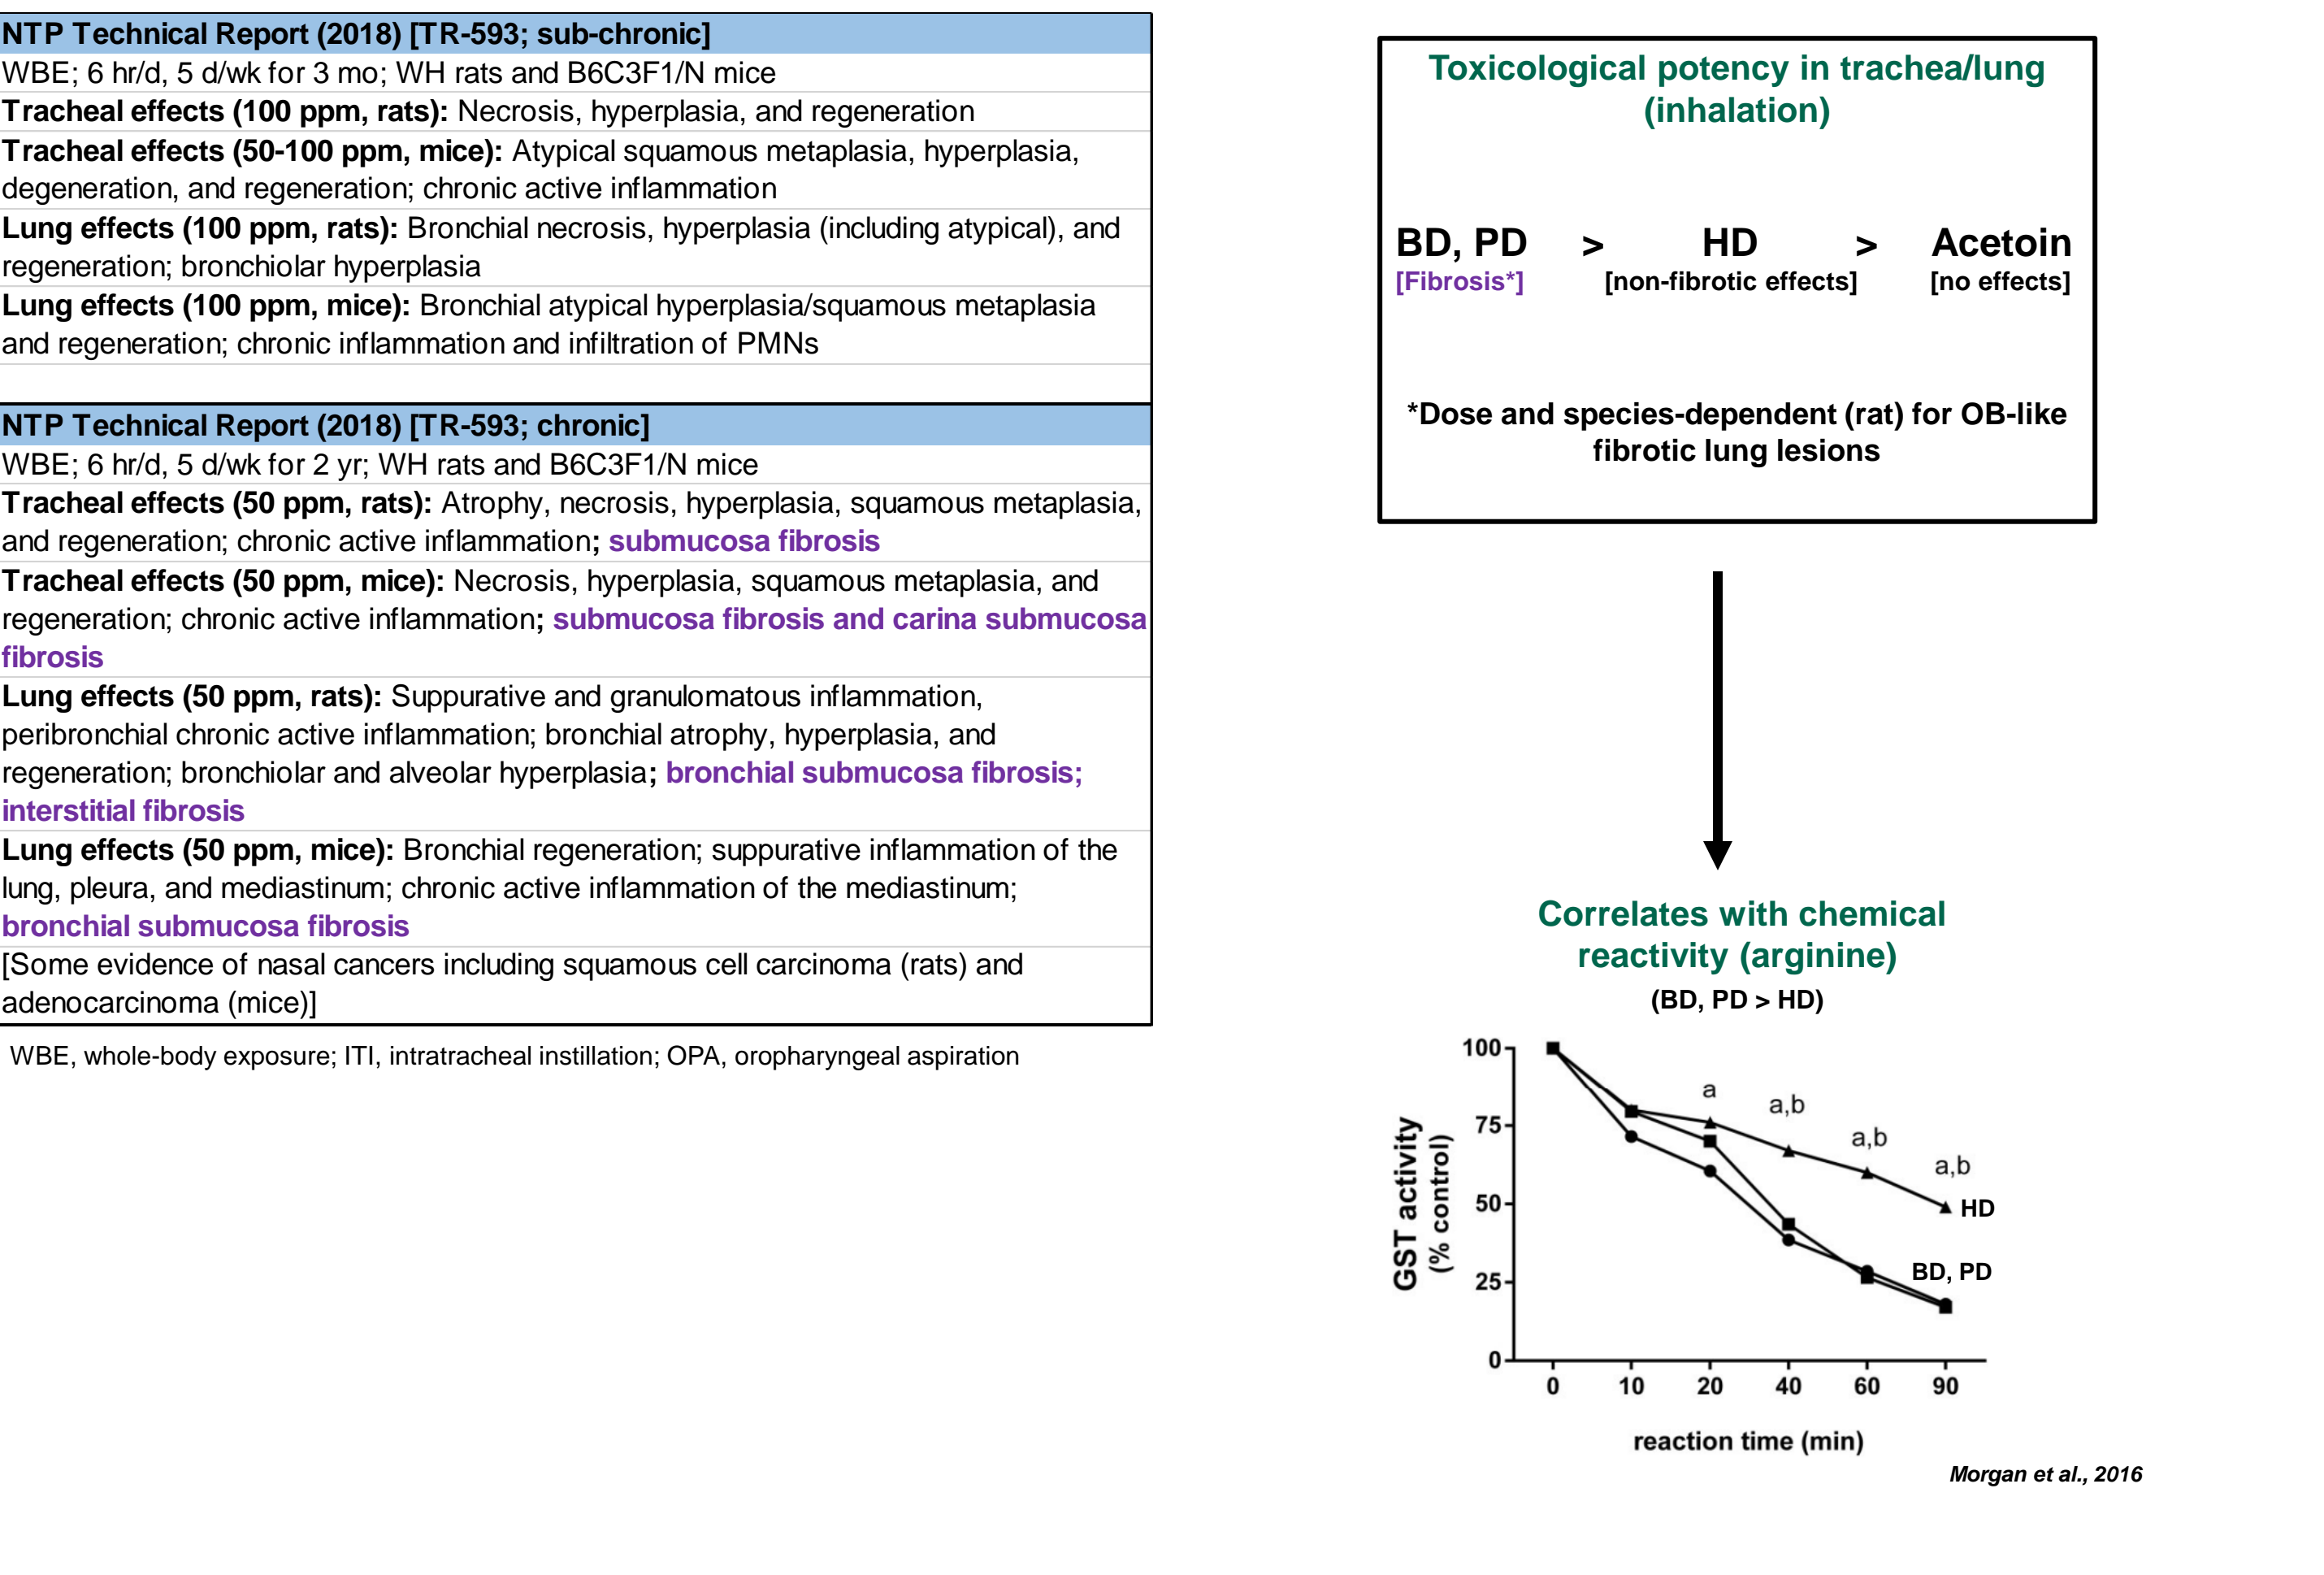 NTP Technical Report (2018) [TR-593; sub-chronic]
WBE; 6 hr/d, 5 d/wk for 3 mo; WH rats and B6C3F1/N mice
Tracheal effects (100 ppm, rats): Necrosis, hyperplasia, and regeneration
Tracheal effects (50-100 ppm, mice): Atypical squamous metaplasia, hyperplasia,
degeneration, and regeneration; chronic active inflammation
Lung effects (100 ppm, rats): Bronchial necrosis, hyperplasia (including atypical), and
regeneration; bronchiolar hyperplasia
Lung effects (100 ppm, mice): Bronchial atypical hyperplasia/squamous metaplasia
and regeneration; chronic inflammation and infiltration of PMNs
NTP Technical Report (2018) [TR-593; chronic]
WBE; 6 hr/d, 5 d/wk for 2 yr; WH rats and B6C3F1/N mice
Tracheal effects (50 ppm, rats): Atrophy, necrosis, hyperplasia, squamous metaplasia,
and regeneration; chronic active inflammation; submucosa fibrosis
Tracheal effects (50 ppm, mice): Necrosis, hyperplasia, squamous metaplasia, and
regeneration; chronic active inflammation; submucosa fibrosis and carina submucosa
fibrosis
Lung effects (50 ppm, rats): Suppurative and granulomatous inflammation,
peribronchial chronic active inflammation; bronchial atrophy, hyperplasia, and
regeneration; bronchiolar and alveolar hyperplasia; bronchial submucosa fibrosis;
interstitial fibrosis
Lung effects (50 ppm, mice): Bronchial regeneration; suppurative inflammation of the
lung, pleura, and mediastinum; chronic active inflammation of the mediastinum;
bronchial submucosa fibrosis
[Some evidence of nasal cancers including squamous cell carcinoma (rats) and
adenocarcinoma (mice)]
WBE, whole-body exposure; ITI, intratracheal instillation; OPA, oropharyngeal aspiration
Toxicological potency in trachea/lung
(inhalation)
BD, PD > HD > Acetoin
[Fibrosis*] [non-fibrotic effects] [no effects]
*Dose and species-dependent (rat) for OB-like
fibrotic lung lesions
Correlates with chemical
reactivity (arginine)
(BD, PD > HD)
GST activity
(% control)
100
75
50
25
0
a
a,b
a,b
a,b
HD
BD, PD
0 10 20 40 60 90
reaction time (min)
Morgan et al., 2016